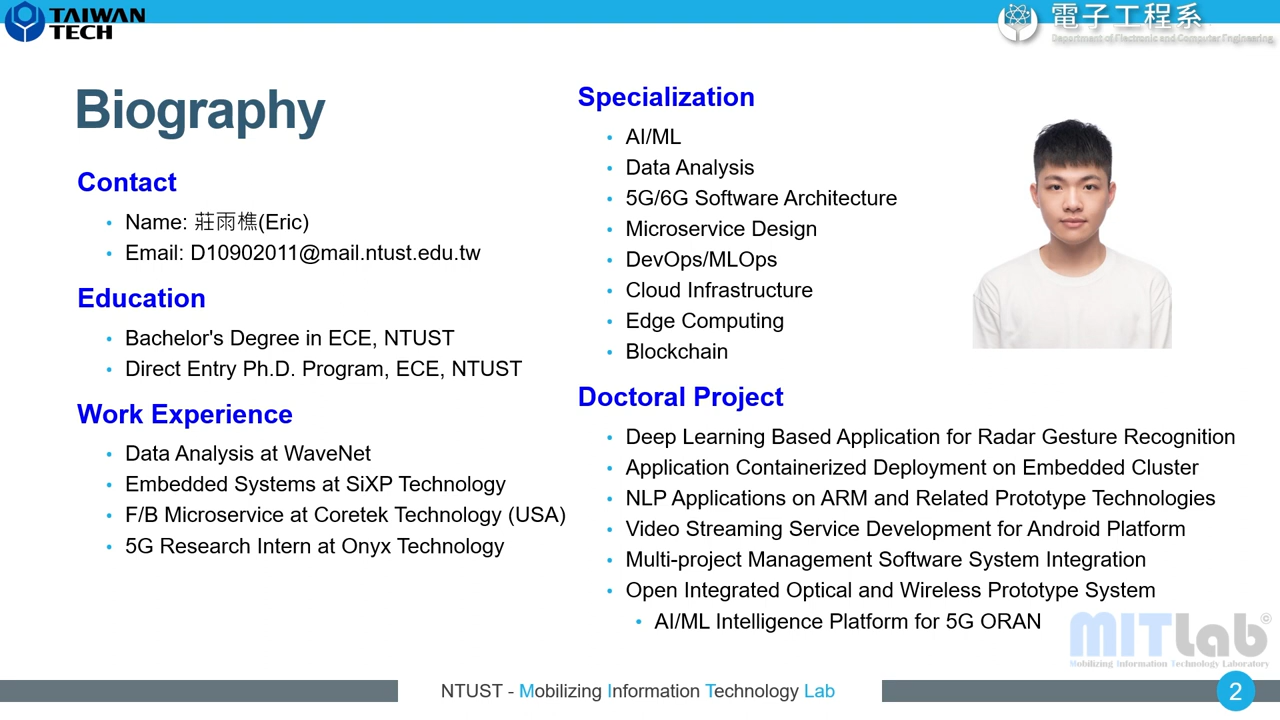 TAIWAN
TECH
電子工程系
Department of Electronic and Computer Engineering
Biography
Contact
• Name: 莊雨樵(Eric)
• Email: D10902011@mail.ntust.edu.tw
Education
• Bachelor's Degree in ECE, NTUST
• Direct Entry Ph.D. Program, ECE, NTUST
Work Experience
• Data Analysis at WaveNet
• Embedded Systems at SiXP Technology
• F/B Microservice at Coretek Technology (USA)
• 5G Research Intern at Onyx Technology
Specialization
• AI/ML
• Data Analysis
• 5G/6G Software Architecture
• Microservice Design
• DevOps/MLOps
• Cloud Infrastructure
• Edge Computing
• Blockchain
Doctoral Project
• Deep Learning Based Application for Radar Gesture Recognition
• Application Containerized Deployment on Embedded Cluster
• NLP Applications on ARM and Related Prototype Technologies
• Video Streaming Service Development for Android Platform
• Multi-project Management Software System Integration
• Open Integrated Optical and Wireless Prototype System
• AI/ML Intelligence Platform for 5G ORAN
MITLab©
Mobilizing Information Technology Laboratory
NTUST - Mobilizing Information Technology Lab
2